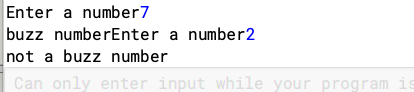 Enter a number7
buzz numberEnter a number2
not a buzz number
Can only enter input while your program is